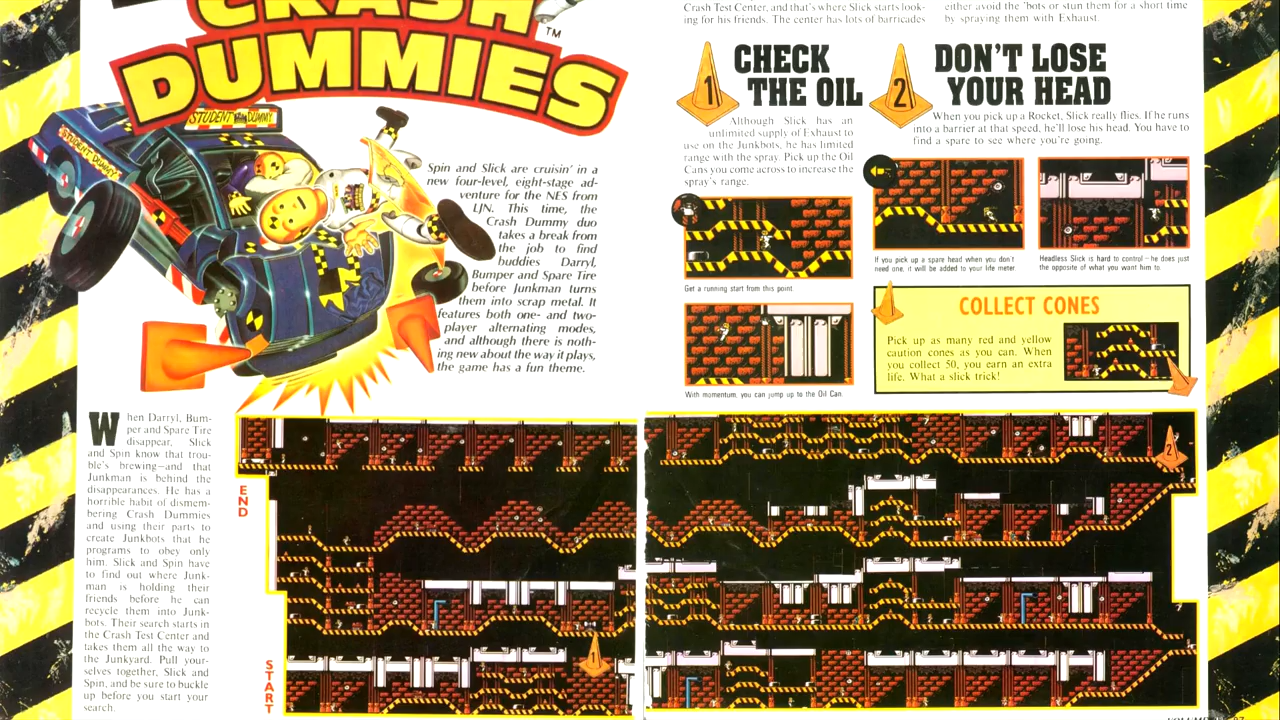 CRASH
DUMMIES
TM
STUDENT DUMMY
STUDENT DUMMY
Spin and Slick are cruisin' in a
new four-level, eight-stage ad-
venture for the NES from
LJN. This time, the
Crash Dummy duo
takes a break from
the job to find
buddies Darryl,
Bumper and Spare Tire
before Junkman turns
them into scrap metal. It
features both one- and two-
player alternating modes,
and although there is noth-
ing new about the way it plays,
the game has a fun theme.
When Darryl, Bum-
per and Spare Tire
disappear, Slick
and Spin know that trou-
ble's brewing—and that
Junkman is behind the
disappearances. He has a
horrible habit of dismem-
bering Crash Dummies
and using their parts to
create Junkbots that he
programs to obey only
him. Slick and Spin have
to find out where Junk-
man is holding their
friends before he can
recycle them into Junk-
bots. Their search starts in
the Crash Test Center and
takes them all the way to
the Junkyard. Pull your-
selves together, Slick and
Spin, and be sure to buckle
up before you start your
search.
Crash Test Center, and that's where Slick starts look-
ing for his friends. The center has lots of barricades
either avoid the 'bots or stun them for a short time
by spraying them with Exhaust.
1
CHECK
THE OIL
Although Slick has an
unlimited supply of Exhaust to
use on the Junkbots, he has limited
range with the spray. Pick up the Oil
Cans you come across to increase the
spray's range.
Get a running start from this point.
With momentum, you can jump up to the Oil Can.
2
DON'T LOSE
YOUR HEAD
When you pick up a Rocket, Slick really flies. If he runs
into a barrier at that speed, he'll lose his head. You have to
find a spare to see where you're going.
If you pick up a spare head when you don't
need one, it will be added to your life meter.
Headless Slick is hard to control—he does just
the opposite of what you want him to.
COLLECT CONES
Pick up as many red and yellow
caution cones as you can. When
you collect 50, you earn an extra
life. What a slick trick!
END
START
1
2